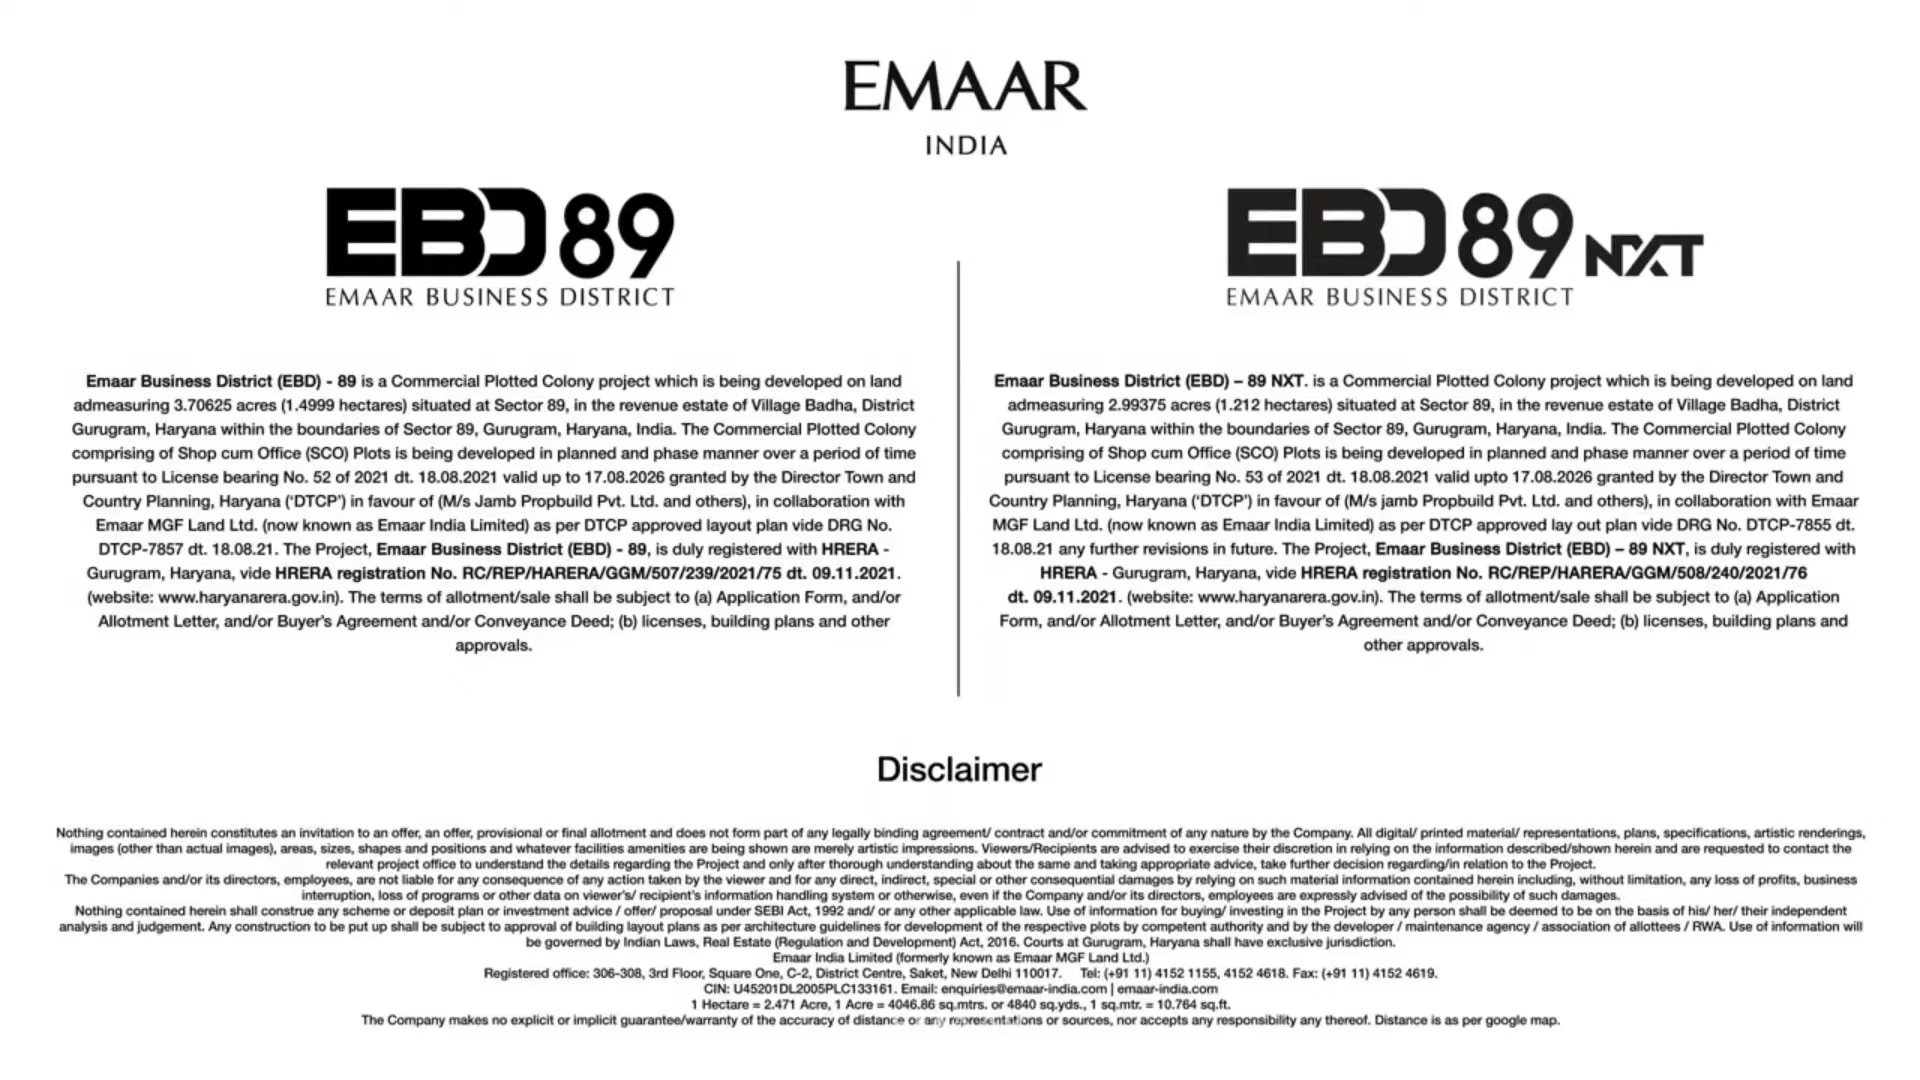 EMAAR
INDIA
EBD 89
EMAAR BUSINESS DISTRICT
Emaar Business District (EBD) - 89 is a Commercial Plotted Colony project which is being developed on land
admeasuring 3.70625 acres (1.4999 hectares) situated at Sector 89, in the revenue estate of Village Badha, District
Gurugram, Haryana within the boundaries of Sector 89, Gurugram, Haryana, India. The Commercial Plotted Colony
comprising of Shop cum Office (SCO) Plots is being developed in planned and phase manner over a period of time
pursuant to License bearing No. 52 of 2021 dt. 18.08.2021 valid up to 17.08.2026 granted by the Director Town and
Country Planning, Haryana (‘DTCP’) in favour of (M/s Jamb Propbuild Pvt. Ltd. and others), in collaboration with
Emaar MGF Land Ltd. (now known as Emaar India Limited) as per DTCP approved layout plan vide DRG No.
DTCP-7857 dt. 18.08.21. The Project, Emaar Business District (EBD) - 89, is duly registered with HRERA -
Gurugram, Haryana, vide HRERA registration No. RC/REP/HARERA/GGM/507/239/2021/75 dt. 09.11.2021.
(website: www.haryanarera.gov.in). The terms of allotment/sale shall be subject to (a) Application Form, and/or
Allotment Letter, and/or Buyer’s Agreement and/or Conveyance Deed; (b) licenses, building plans and other
approvals.
EBD 89 NXT
EMAAR BUSINESS DISTRICT
Emaar Business District (EBD) – 89 NXT. is a Commercial Plotted Colony project which is being developed on land
admeasuring 2.99375 acres (1.212 hectares) situated at Sector 89, in the revenue estate of Village Badha, District
Gurugram, Haryana within the boundaries of Sector 89, Gurugram, Haryana, India. The Commercial Plotted Colony
comprising of Shop cum Office (SCO) Plots is being developed in planned and phase manner over a period of time
pursuant to License bearing No. 53 of 2021 dt. 18.08.2021 valid upto 17.08.2026 granted by the Director Town and
Country Planning, Haryana (‘DTCP’) in favour of (M/s jamb Propbuild Pvt. Ltd. and others), in collaboration with Emaar
MGF Land Ltd. (now known as Emaar India Limited) as per DTCP approved lay out plan vide DRG No. DTCP-7855 dt.
18.08.21 any further revisions in future. The Project, Emaar Business District (EBD) – 89 NXT, is duly registered with
HRERA - Gurugram, Haryana, vide HRERA registration No. RC/REP/HARERA/GGM/508/240/2021/76
dt. 09.11.2021. (website: www.haryanarera.gov.in). The terms of allotment/sale shall be subject to (a) Application
Form, and/or Allotment Letter, and/or Buyer’s Agreement and/or Conveyance Deed; (b) licenses, building plans and
other approvals.
Disclaimer
Nothing contained herein constitutes an invitation to an offer, an offer, provisional or final allotment and does not form part of any legally binding agreement/ contract and/or commitment of any nature by the Company. All digital/ printed material/ representations, plans, specifications, artistic renderings,
images (other than actual images), areas, sizes, shapes and positions and whatever facilities amenities are being shown are merely artistic impressions. Viewers/Recipients are advised to exercise their discretion in relying on the information described/shown herein and are requested to contact the
relevant project office to understand the details regarding the Project and only after thorough understanding about the same and taking appropriate advice, take further decision regarding/in relation to the Project.
The Companies and/or its directors, employees, are not liable for any consequence of any action taken by the viewer and for any direct, indirect, special or other consequential damages by relying on such material information contained herein including, without limitation, any loss of profits, business
interruption, loss of programs or other data on viewer’s/ recipient’s information handling system or otherwise, even if the Company and/or its directors, employees are expressly advised of the possibility of such damages.
Nothing contained herein shall construe any scheme or deposit plan or investment advice / offer/ proposal under SEBI Act, 1992 and/ or any other applicable law. Use of information for buying/ investing in the Project by any person shall be deemed to be on the basis of his/ her/ their independent
analysis and judgement. Any construction to be put up shall be subject to approval of building layout plans as per architecture guidelines for development of the respective plots by competent authority and by the developer / maintenance agency / association of allottees / RWA. Use of information will
be governed by Indian Laws, Real Estate (Regulation and Development) Act, 2016. Courts at Gurugram, Haryana shall have exclusive jurisdiction.
Emaar India Limited (formerly known as Emaar MGF Land Ltd.)
Registered office: 306-308, 3rd Floor, Square One, C-2, District Centre, Saket, New Delhi 110017. Tel: (+91 11) 4152 1155, 4152 4618. Fax: (+91 11) 4152 4619.
CIN: U45201DL2005PLC133161. Email: enquiries@emaar-india.com | emaar-india.com
1 Hectare = 2.471 Acre, 1 Acre = 4046.86 sq.mtrs. or 4840 sq.yds., 1 sq.mtr. = 10.764 sq.ft.
The Company makes no explicit or implicit guarantee/warranty of the accuracy of distance or any representations or sources, nor accepts any responsibility any thereof. Distance is as per google map.